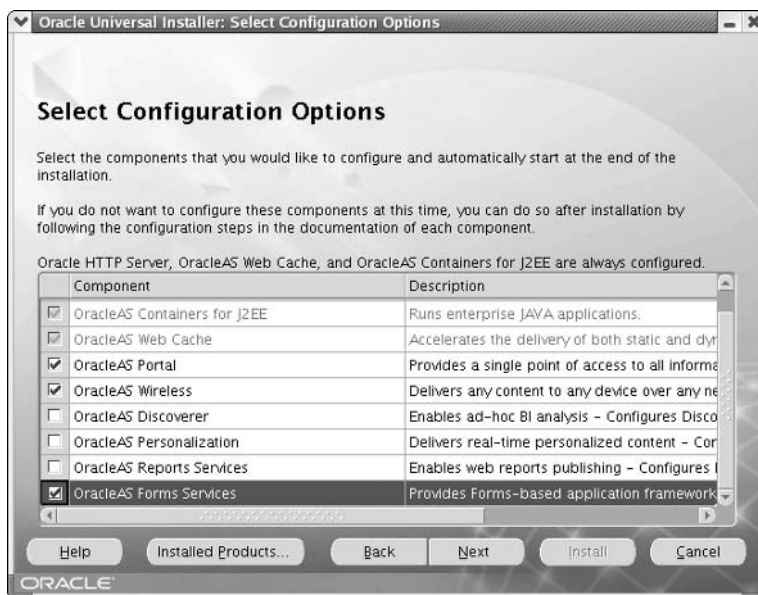 Oracle Universal Installer: Select Configuration Options
Select Configuration Options
Select the components that you would like to configure and automatically start at the end of the
installation.
If you do not want to configure these components at this time, you can do so after installation by
following the configuration steps in the documentation of each component.
Oracle HTTP Server, OracleAS Web Cache, and OracleAS Containers for J2EE are always configured.
Component Description
OracleAS Containers for J2EE Runs enterprise JAVA applications.
OracleAS Web Cache Accelerates the delivery of both static and
OracleAS Portal Provides a single point of access to all
OracleAS Wireless Delivers any content to any device over any
OracleAS Discoverer Enables ad-hoc BI analysis - Configures
OracleAS Personalization Delivers real-time personalized content -
OracleAS Reports Services Enables web reports publishing - Configures
OracleAS Forms Services Provides Forms-based application framework
Help Installed Products... Back Next Install Cancel
ORACLE